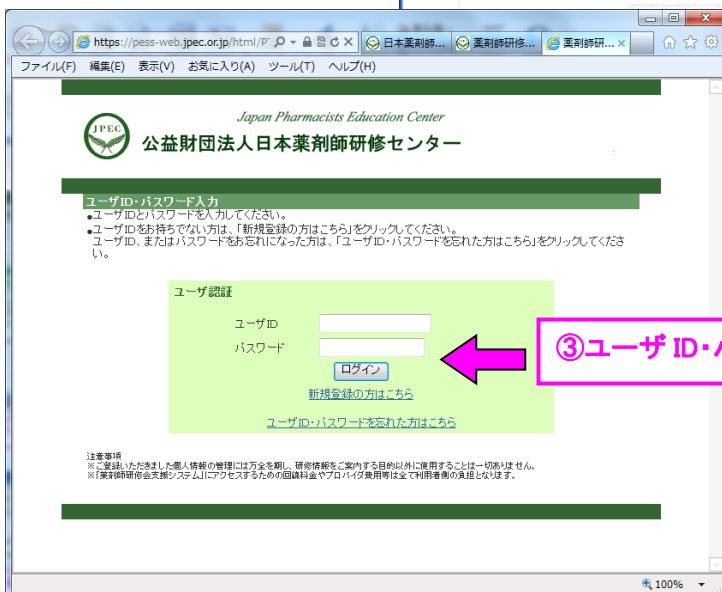 https://pess-web.jpec.or.jp/html/P
日本薬剤師...
薬剤師研修...
薬剤師研...
ファイル(F) 編集(E) 表示(V) お気に入り(A) ツール(T) ヘルプ(H)
JPEC
Japan Pharmacists Education Center
公益財団法人日本薬剤師研修センター
ユーザID・パスワード入力
●ユーザIDとパスワードを入力してください。
●ユーザIDをお持ちでない方は、「新規登録の方はこちら」をクリックしてください。
ユーザID、またはパスワードをお忘れになった方は、「ユーザID・パスワードを忘れた方はこちら」をクリックしてくださ
い。
ユーザ認証
ユーザID
パスワード
ログイン
③ユーザ ID・パ
新規登録の方はこちら
ユーザID・パスワードを忘れた方はこちら
注意事項
※ご登録いただきました個人情報の管理には万全を期し、研修情報をご案内する目的以外に使用することは一切ありません。
※「薬剤師研修会支援システム」にアクセスするための回線料金やプロバイダ費用等は全て利用者側の負担となります。
100%